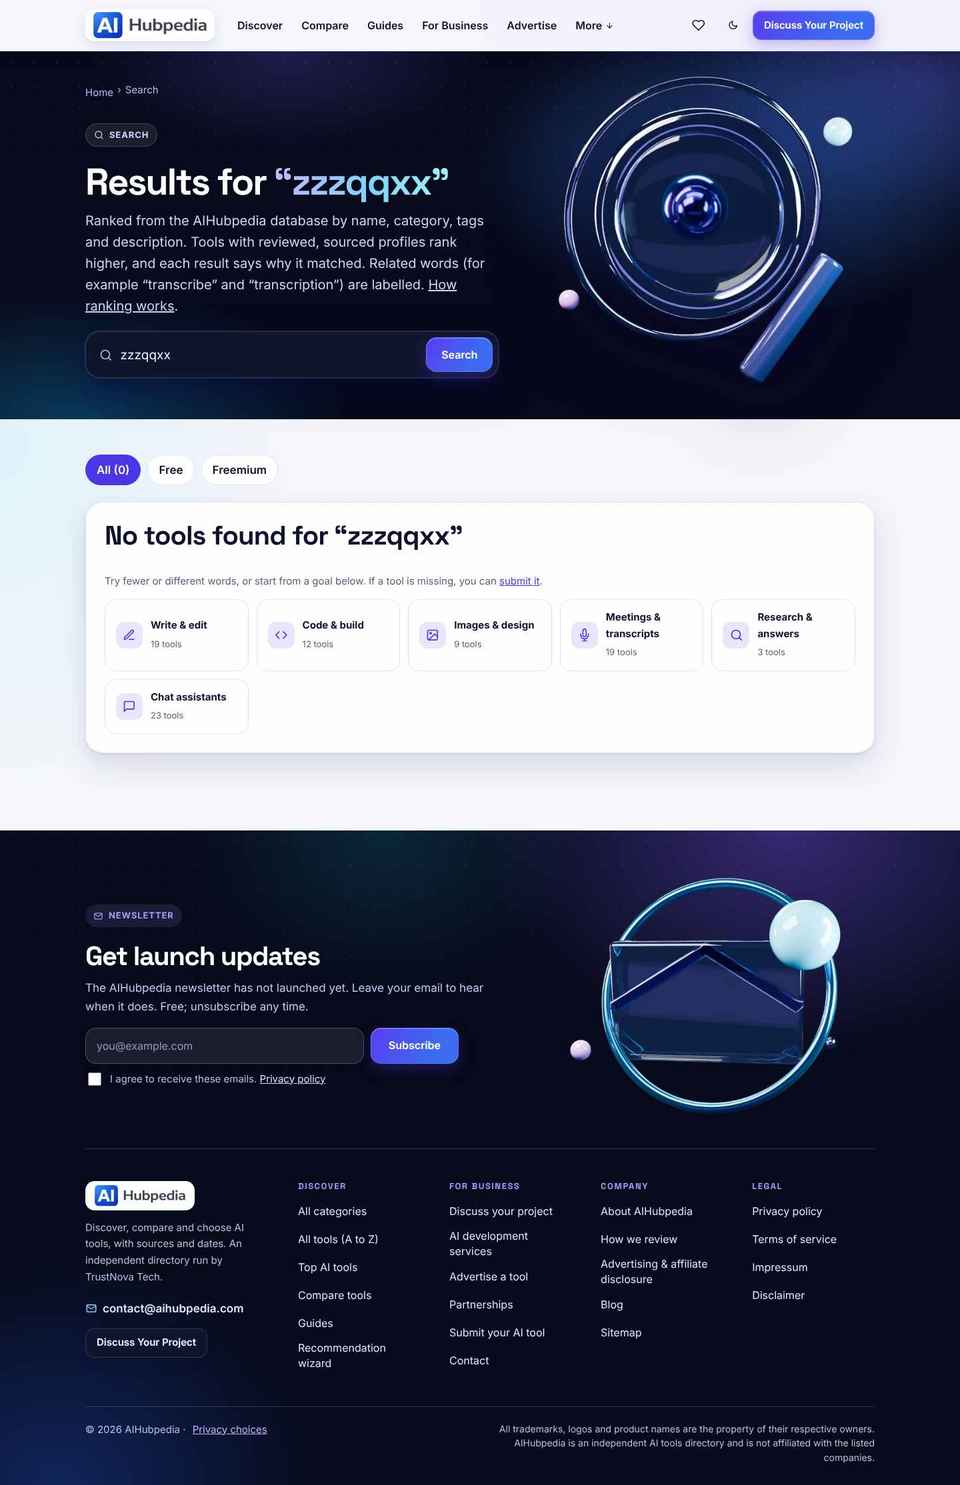 AI Hubpedia
Discover
Compare
Guides
For Business
Advertise
More ↓
Discuss Your Project
Home › Search
SEARCH
Results for “zzzqqxx”
Ranked from the AIHubpedia database by name, category, tags
and description. Tools with reviewed, sourced profiles rank
higher, and each result says why it matched. Related words (for
example “transcribe” and “transcription”) are labelled. How
ranking works.
zzzqqxx
Search
All (0)
Free
Freemium
No tools found for “zzzqqxx”
Try fewer or different words, or start from a goal below. If a tool is missing, you can submit it.
Write & edit
19 tools
Code & build
12 tools
Images & design
9 tools
Meetings &
transcripts
19 tools
Research &
answers
3 tools
Chat assistants
23 tools
NEWSLETTER
Get launch updates
The AIHubpedia newsletter has not launched yet. Leave your email to hear
when it does. Free; unsubscribe any time.
you@example.com
Subscribe
I agree to receive these emails. Privacy policy
AI Hubpedia
Discover, compare and choose AI
tools, with sources and dates. An
independent directory run by
TrustNova Tech.
contact@aihubpedia.com
Discuss Your Project
DISCOVER
All categories
All tools (A to Z)
Top AI tools
Compare tools
Guides
Recommendation
wizard
FOR BUSINESS
Discuss your project
AI development
services
Advertise a tool
Partnerships
Submit your AI tool
Contact
COMPANY
About AIHubpedia
How we review
Advertising & affiliate
disclosure
Blog
Sitemap
LEGAL
Privacy policy
Terms of service
Impressum
Disclaimer
© 2026 AIHubpedia · Privacy choices
All trademarks, logos and product names are the property of their respective owners.
AIHubpedia is an independent AI tools directory and is not affiliated with the listed
companies.